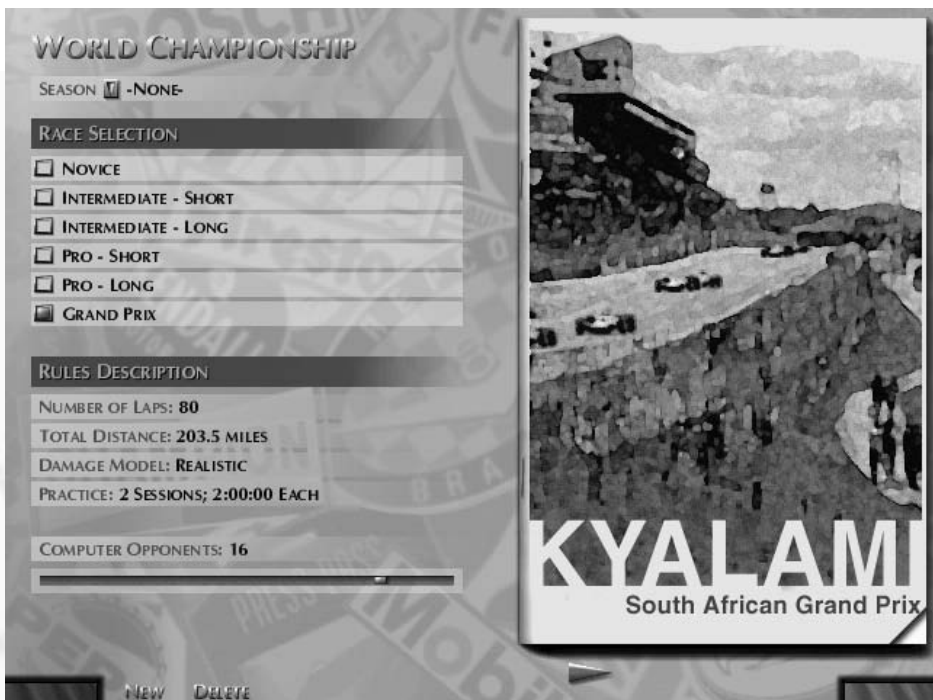 WORLD CHAMPIONSHIP
SEASON -NONE-
RACE SELECTION
NOVICE
INTERMEDIATE - SHORT
INTERMEDIATE - LONG
PRO - SHORT
PRO - LONG
GRAND PRIX
RULES DESCRIPTION
NUMBER OF LAPS: 80
TOTAL DISTANCE: 203.5 MILES
DAMAGE MODEL: REALISTIC
PRACTICE: 2 SESSIONS; 2:00:00 EACH
COMPUTER OPPONENTS: 16
NEW DELETE
KYALAMI
South African Grand Prix